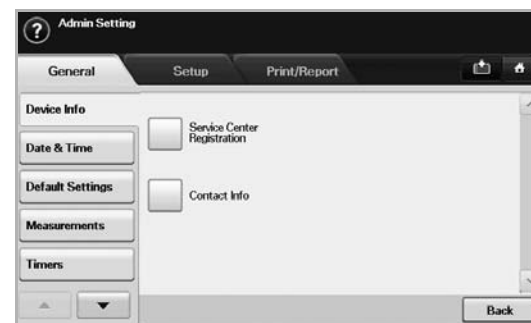 Admin Setting
General
Setup
Print/Report
Device Info
Date & Time
Default Settings
Measurements
Timers
Service Center
Registration
Contact Info
Back